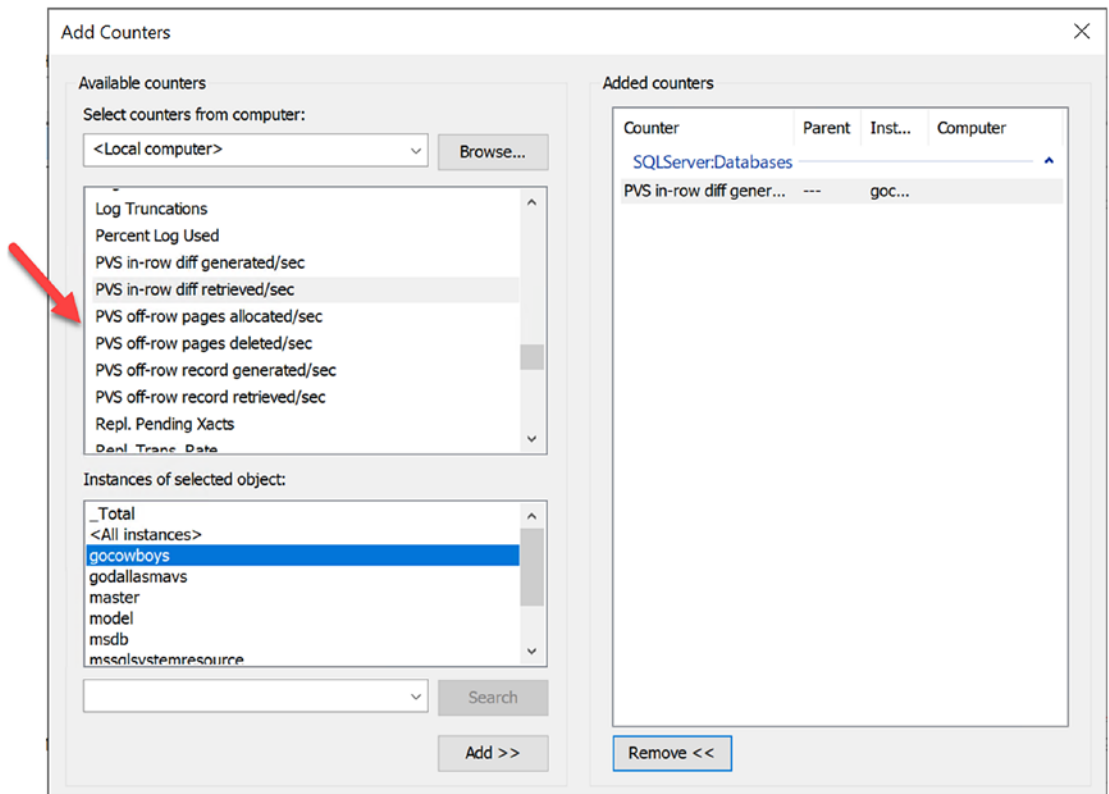 Add Counters
Available counters
Select counters from computer:
<Local computer>
Browse...
Log Truncations
Percent Log Used
PVS in-row diff generated/sec
PVS in-row diff retrieved/sec
PVS off-row pages allocated/sec
PVS off-row pages deleted/sec
PVS off-row record generated/sec
PVS off-row record retrieved/sec
Repl. Pending Xacts
Repl. Trans. Rate
Instances of selected object:
_Total
<All instances>
gocowboys
godallasmavs
master
model
msdb
mssqlsystemresource
Search
Add >>
Added counters
Counter Parent Inst... Computer
SQLServer:Databases
PVS in-row diff gener... --- goc...
Remove <<